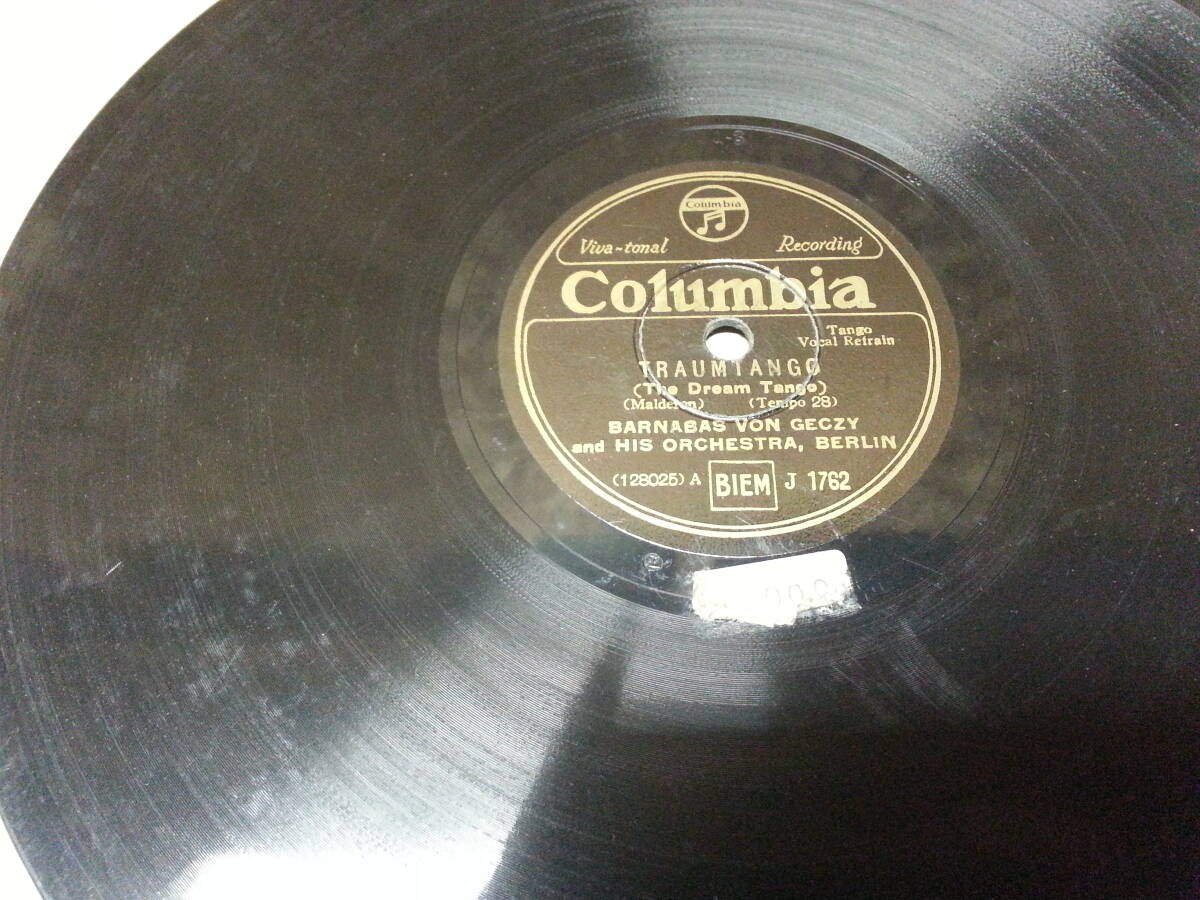 Columbia
Viva-tonal Recording
Columbia
Tango
Vocal Refrain
TRAUMTANGO
(The Dream Tango)
(Malderen) (Tempo 28)
BARNABAS VON GECZY
and HIS ORCHESTRA, BERLIN
(128025) A BIEM J 1762